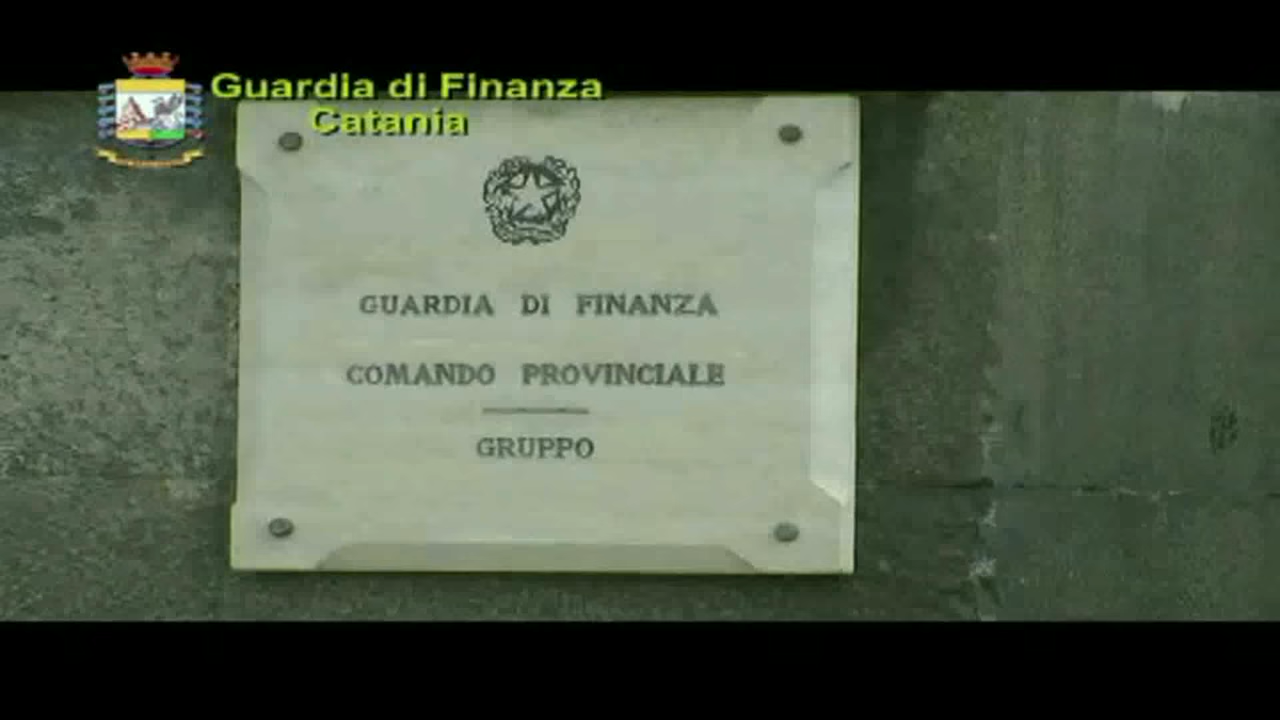 Guardia di Finanza
Catania
GUARDIA DI FINANZA
COMANDO PROVINCIALE
GRUPPO